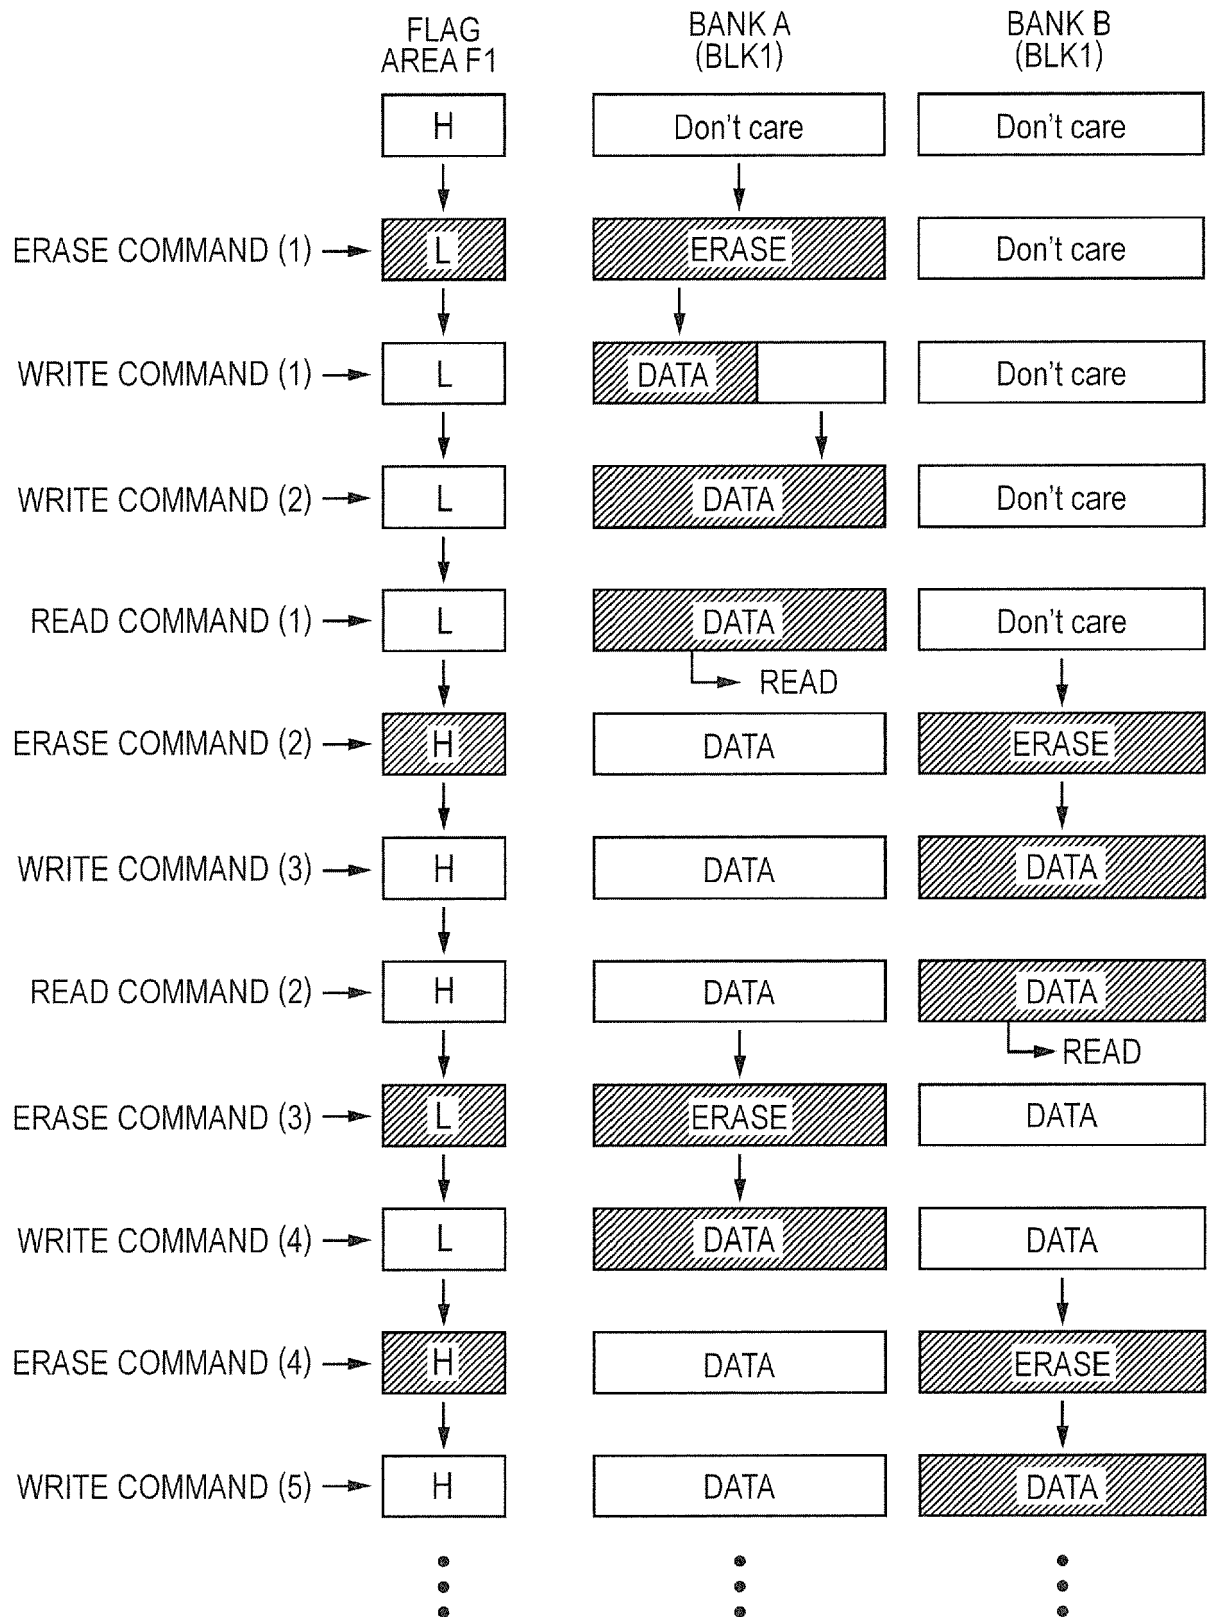 FLAG
AREA F1
BANK A
(BLK1)
BANK B
(BLK1)
H
Don't care
Don't care
ERASE COMMAND (1)
L
ERASE
Don't care
WRITE COMMAND (1)
L
DATA
Don't care
WRITE COMMAND (2)
L
DATA
Don't care
READ COMMAND (1)
L
DATA
Don't care
READ
ERASE COMMAND (2)
H
DATA
ERASE
WRITE COMMAND (3)
H
DATA
DATA
READ COMMAND (2)
H
DATA
DATA
READ
ERASE COMMAND (3)
L
ERASE
DATA
WRITE COMMAND (4)
L
DATA
DATA
ERASE COMMAND (4)
H
DATA
ERASE
WRITE COMMAND (5)
H
DATA
DATA